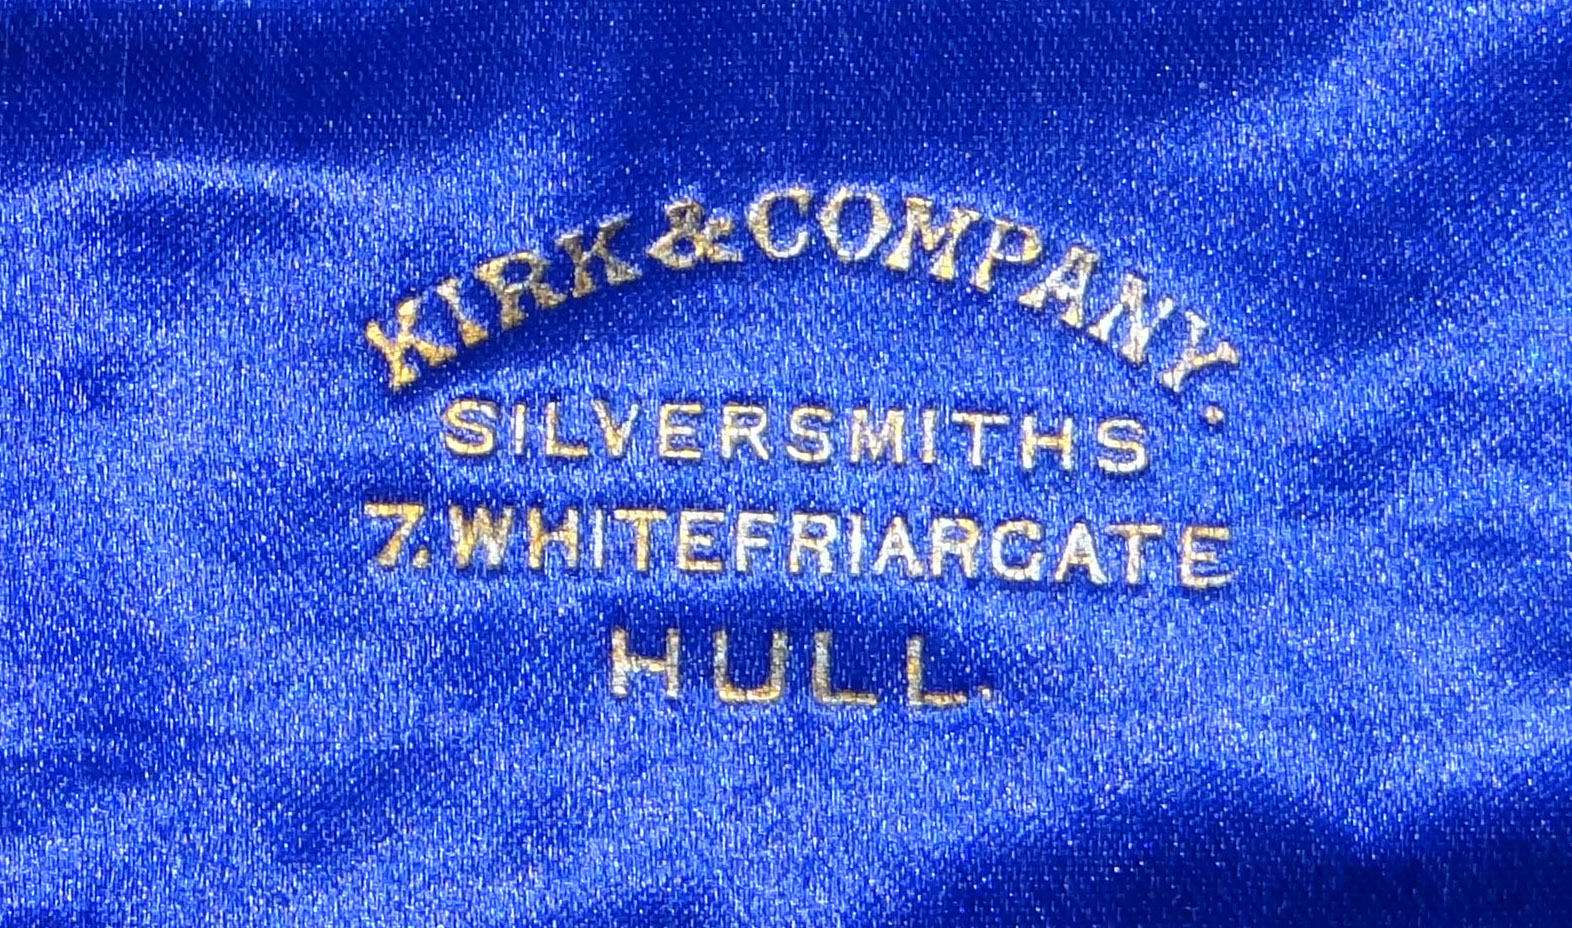 KIRK & COMPANY.
SILVERSMITHS
7. WHITEFRIARGATE
HULL.